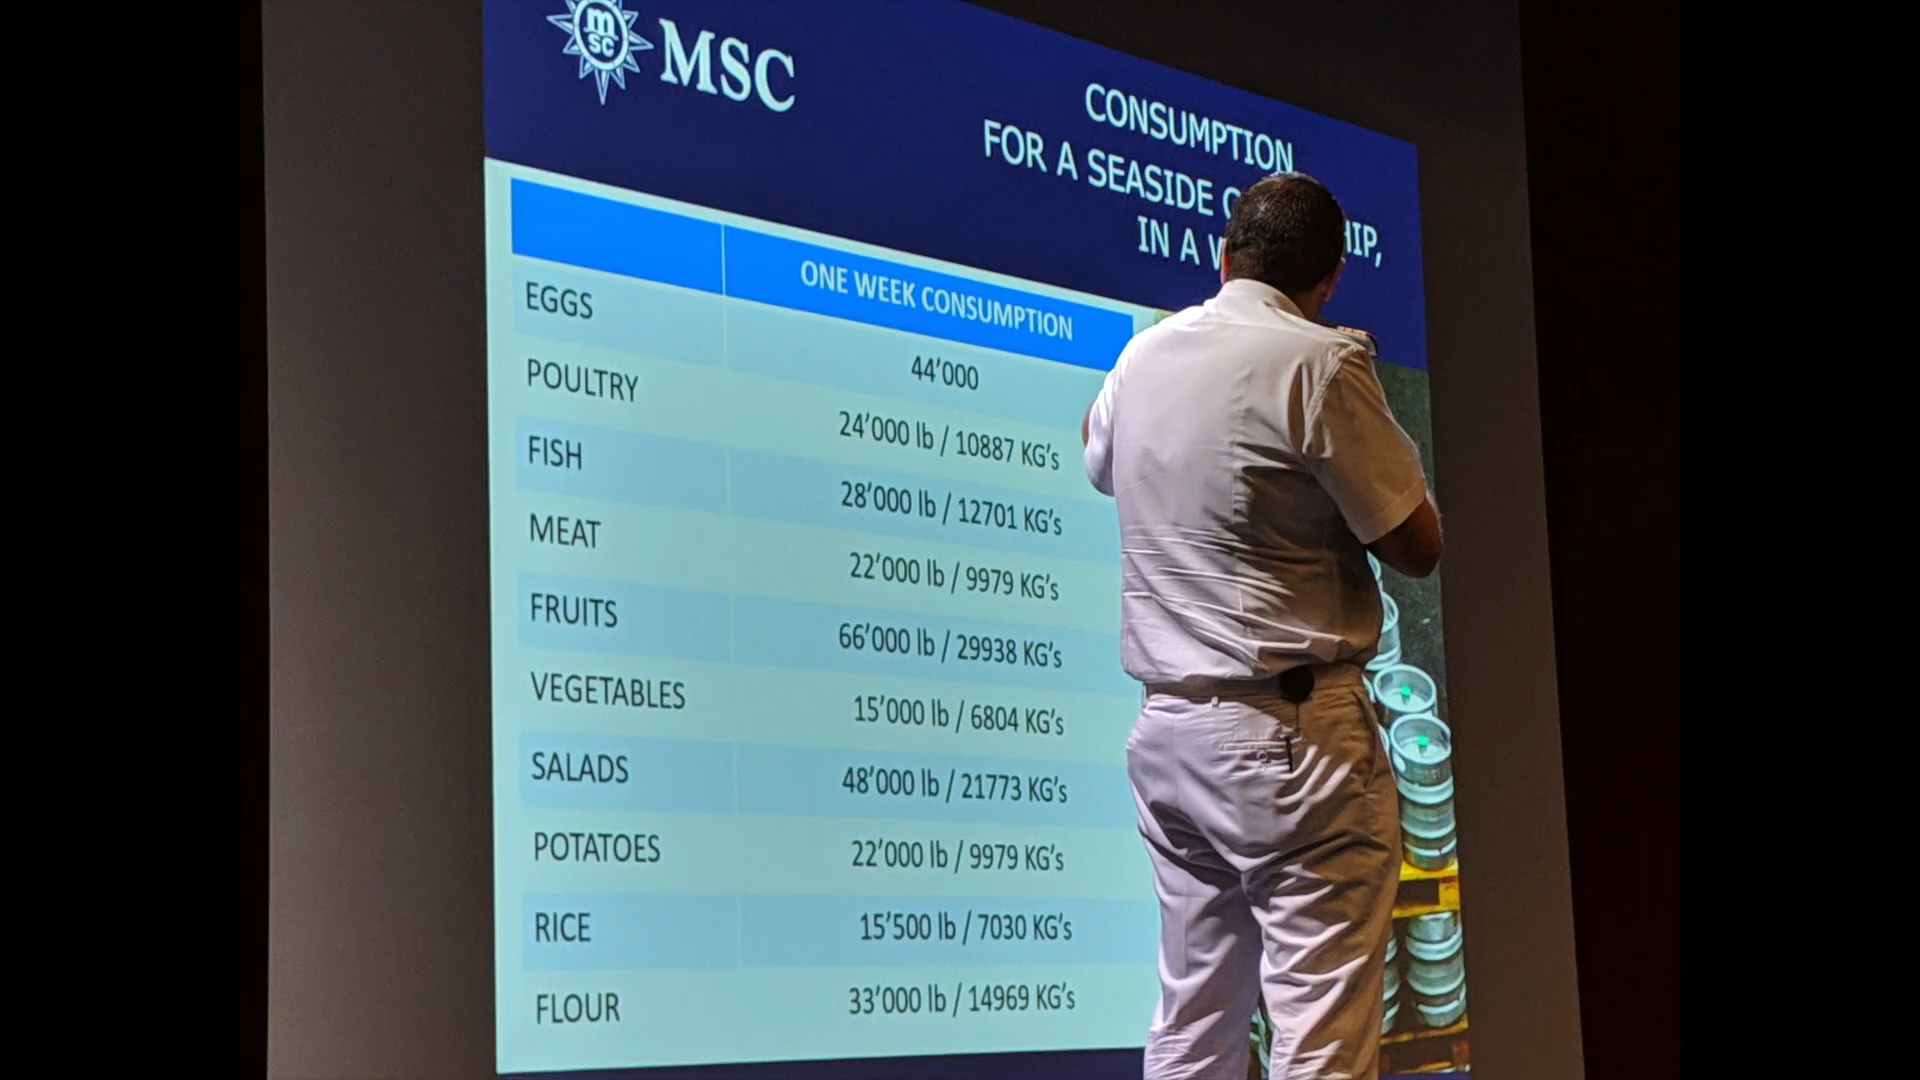 MSC
MSC
CONSUMPTION
FOR A SEASIDE
IN A
ONE WEEK CONSUMPTION
EGGS 44'000
POULTRY 24'000 lb / 10887 KG's
FISH 28'000 lb / 12701 KG's
MEAT 22'000 lb / 9979 KG's
FRUITS 66'000 lb / 29938 KG's
VEGETABLES 15'000 lb / 6804 KG's
SALADS 48'000 lb / 21773 KG's
POTATOES 22'000 lb / 9979 KG's
RICE 15'500 lb / 7030 KG's
FLOUR 33'000 lb / 14969 KG's